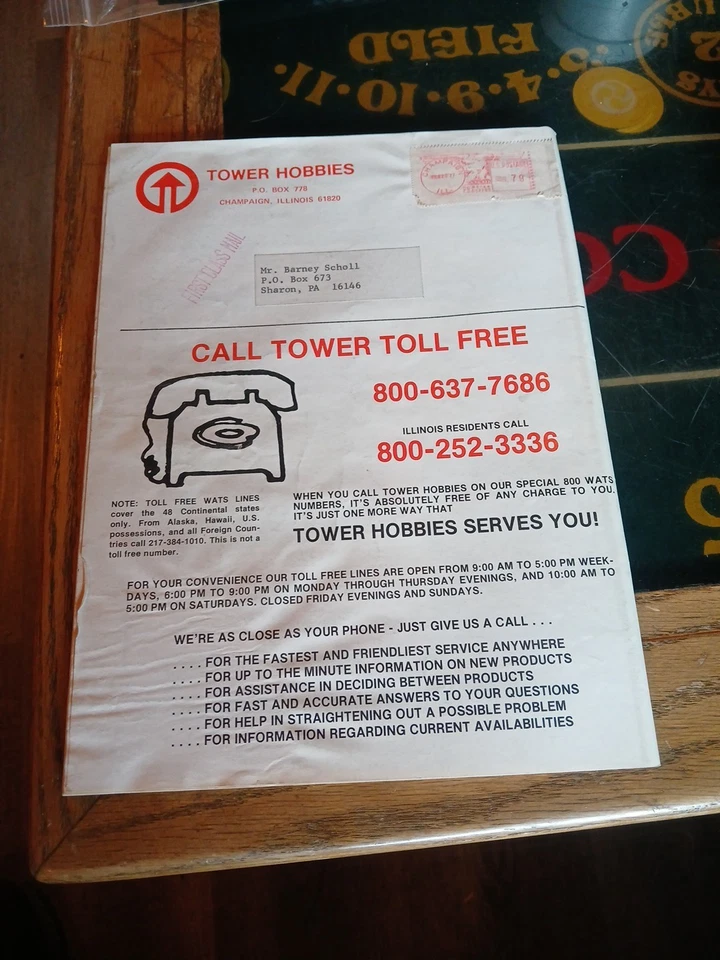 FIELD
2
3·4·9·10·11·
TOWER HOBBIES
P.O. BOX 778
CHAMPAIGN, ILLINOIS 61820
FIRST CLASS MAIL
Mr. Barney Scholl
P.O. Box 673
Sharon, PA 16146
CALL TOWER TOLL FREE
800-637-7686
ILLINOIS RESIDENTS CALL
800-252-3336
NOTE: TOLL FREE WATS LINES
cover the 48 Continental states
only. From Alaska, Hawaii, U.S.
possessions, and all Foreign Coun-
tries call 217-384-1010. This is not a
toll free number.
WHEN YOU CALL TOWER HOBBIES ON OUR SPECIAL 800 WATS
NUMBERS, IT'S ABSOLUTELY FREE OF ANY CHARGE TO YOU.
IT'S JUST ONE MORE WAY THAT
TOWER HOBBIES SERVES YOU!
FOR YOUR CONVENIENCE OUR TOLL FREE LINES ARE OPEN FROM 9:00 AM TO 5:00 PM WEEK-
DAYS, 6:00 PM TO 9:00 PM ON MONDAY THROUGH THURSDAY EVENINGS, AND 10:00 AM TO
5:00 PM ON SATURDAYS. CLOSED FRIDAY EVENINGS AND SUNDAYS.
WE'RE AS CLOSE AS YOUR PHONE - JUST GIVE US A CALL . . .
. . . . FOR THE FASTEST AND FRIENDLIEST SERVICE ANYWHERE
. . . . FOR UP TO THE MINUTE INFORMATION ON NEW PRODUCTS
. . . . FOR ASSISTANCE IN DECIDING BETWEEN PRODUCTS
. . . . FOR FAST AND ACCURATE ANSWERS TO YOUR QUESTIONS
. . . . FOR HELP IN STRAIGHTENING OUT A POSSIBLE PROBLEM
. . . . FOR INFORMATION REGARDING CURRENT AVAILABILITIES